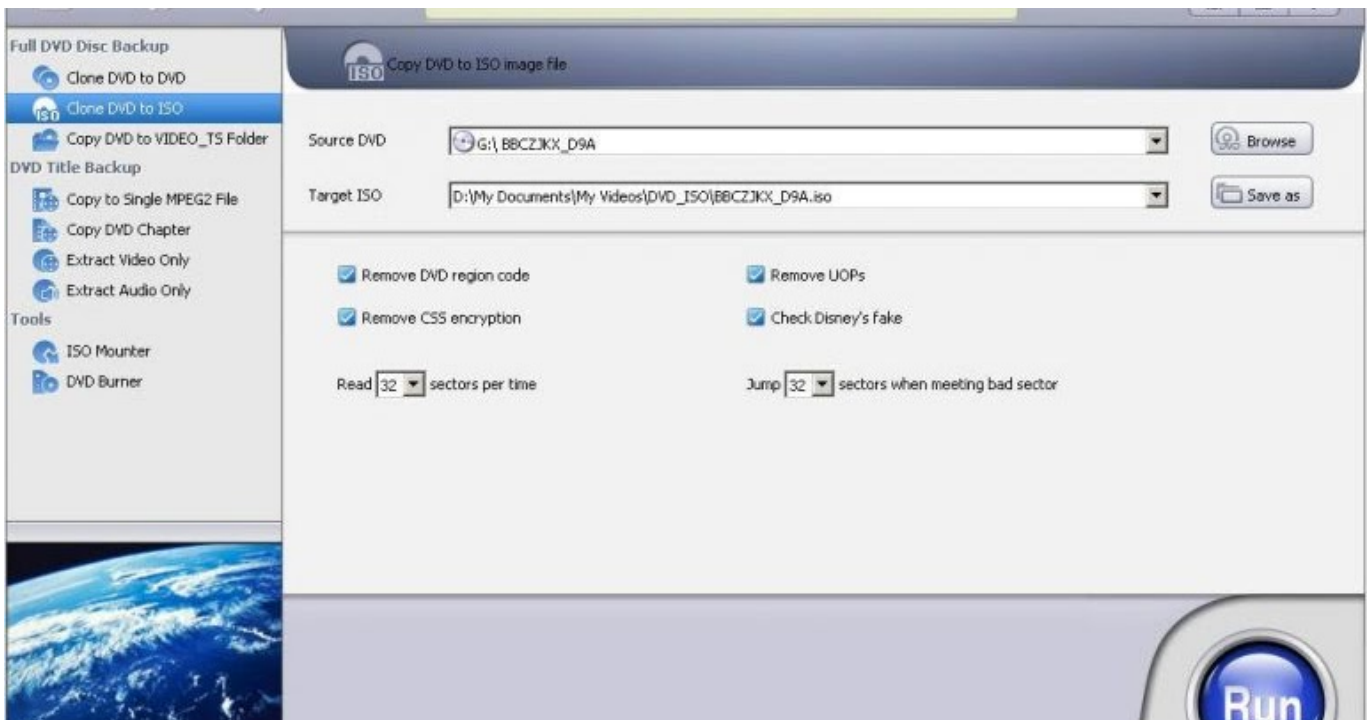 Full DVD Disc Backup
Clone DVD to DVD
Clone DVD to ISO
Copy DVD to VIDEO_TS Folder
DVD Title Backup
Copy to Single MPEG2 File
Copy DVD Chapter
Extract Video Only
Extract Audio Only
Tools
ISO Mounter
DVD Burner
ISO Copy DVD to ISO image file
Source DVD G:\ BBCZJKX_D9A Browse
Target ISO D:\My Documents\My Videos\DVD_ISO\BBCZJKX_D9A.iso Save as
Remove DVD region code Remove UOPs
Remove CSS encryption Check Disney's fake
Read 32 sectors per time Jump 32 sectors when meeting bad sector
Run